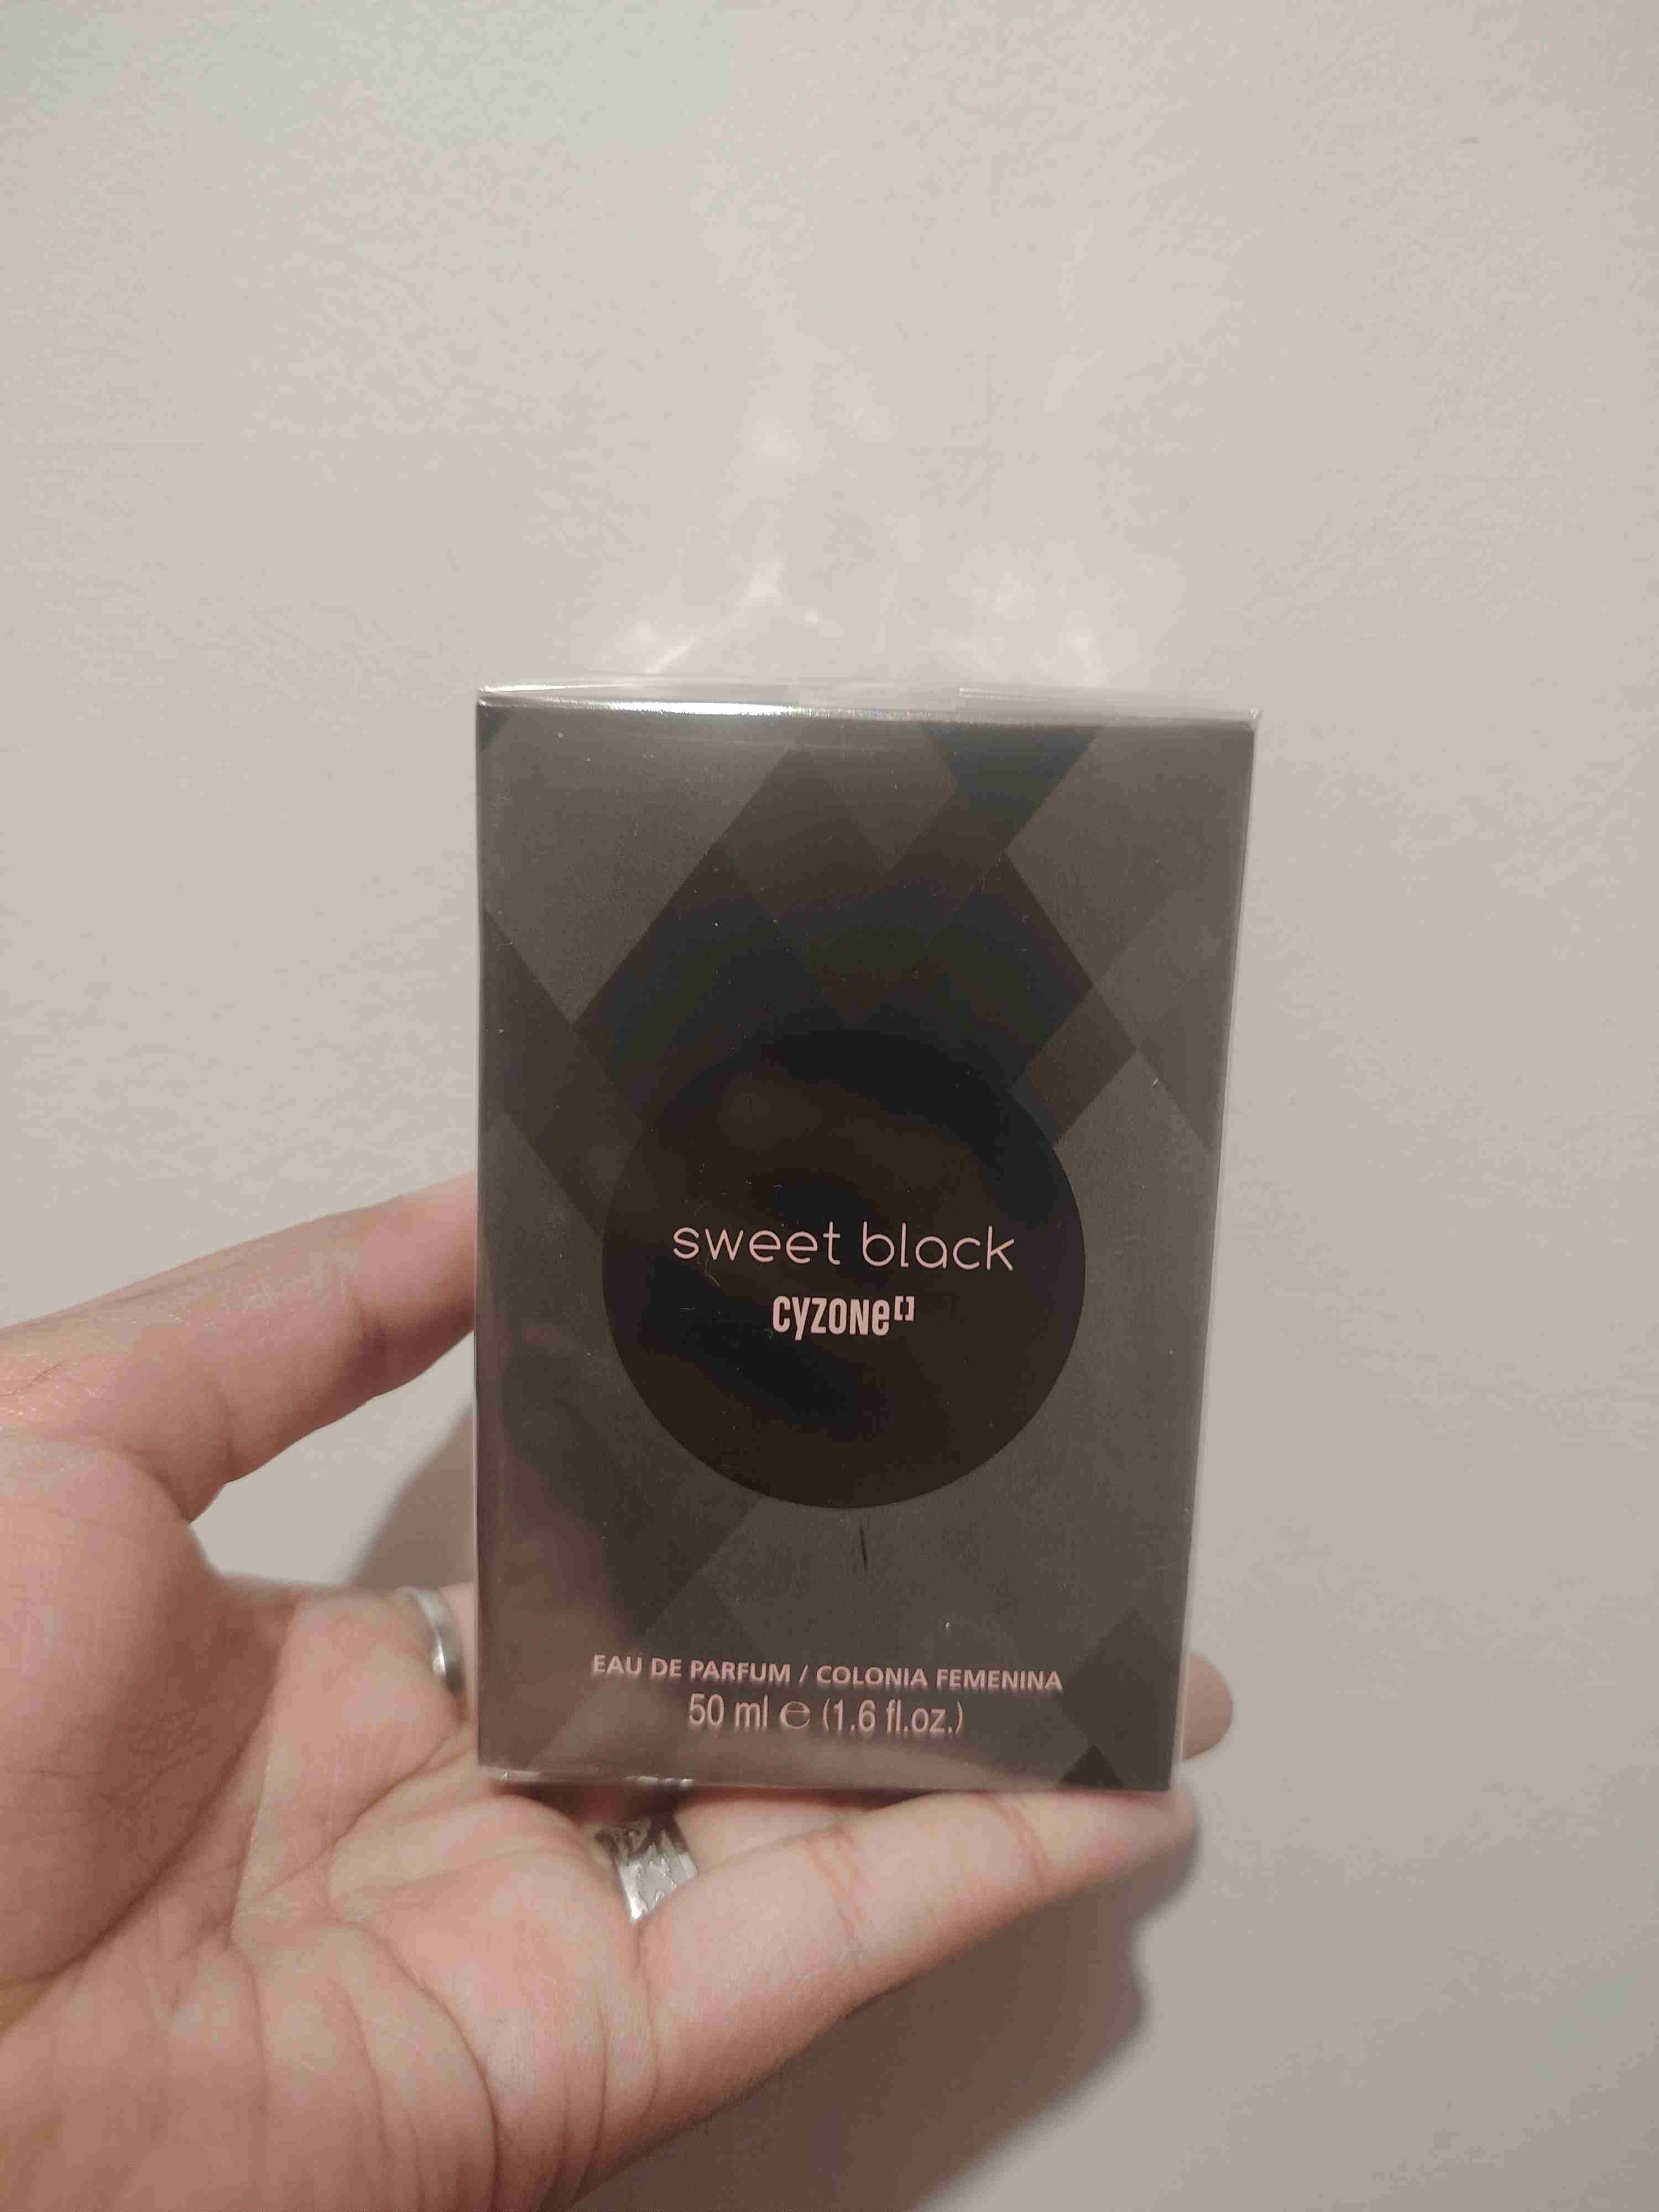 sweet black
cyzone[]
EAU DE PARFUM / COLONIA FEMENINA
50 ml ℮ (1.6 fl.oz.)